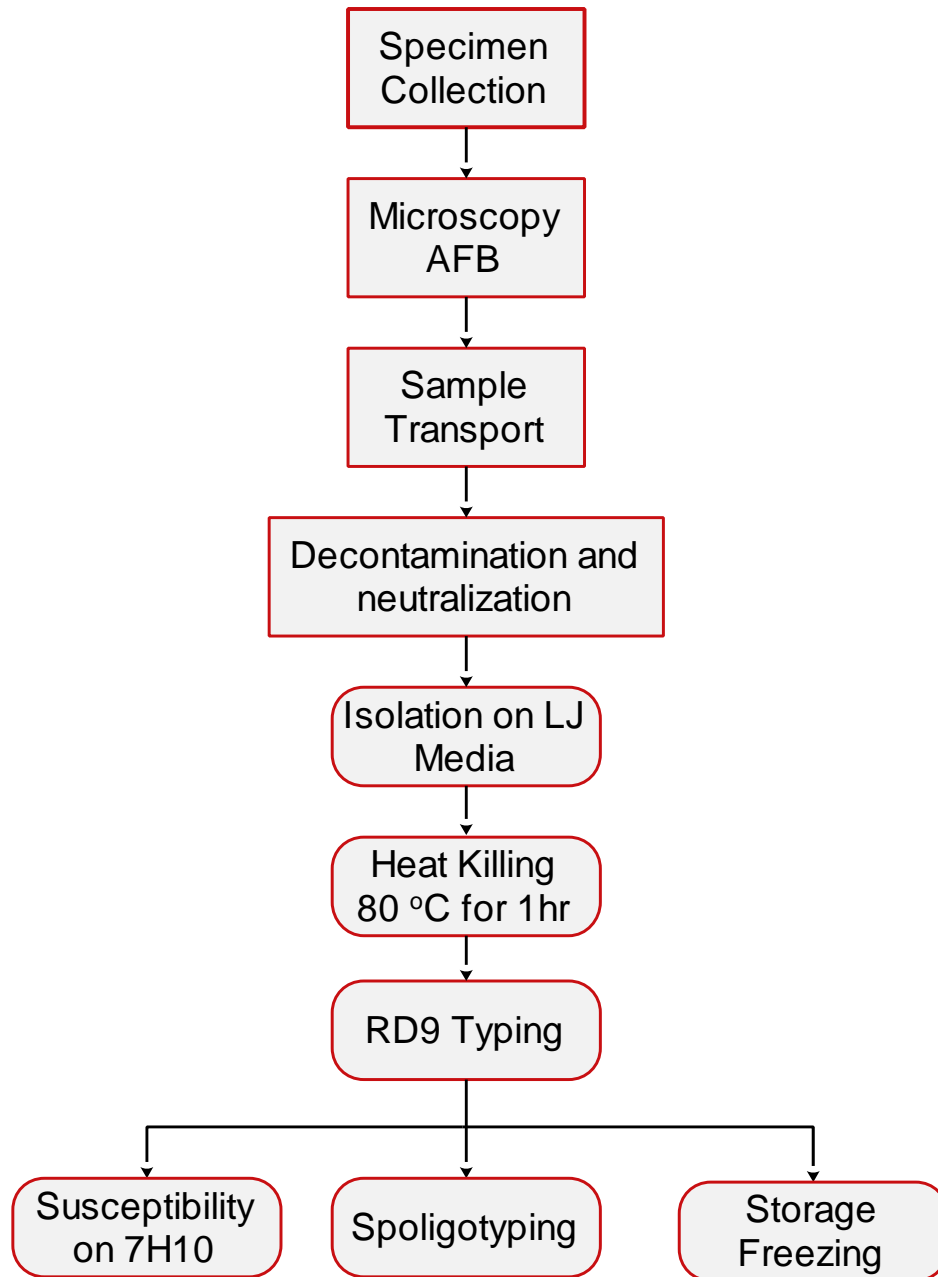 Specimen
Collection
Microscopy
AFB
Sample
Transport
Decontamination and
neutralization
Isolation on LJ
Media
Heat Killing
80 ºC for 1hr
RD9 Typing
Susceptibility
on 7H10
Spoligotyping
Storage
Freezing